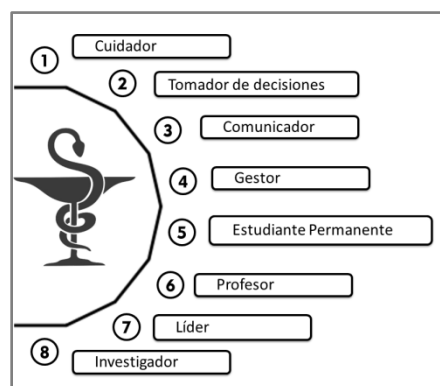 1 Cuidador
2 Tomador de decisiones
3 Comunicador
4 Gestor
5 Estudiante Permanente
6 Profesor
7 Líder
8 Investigador